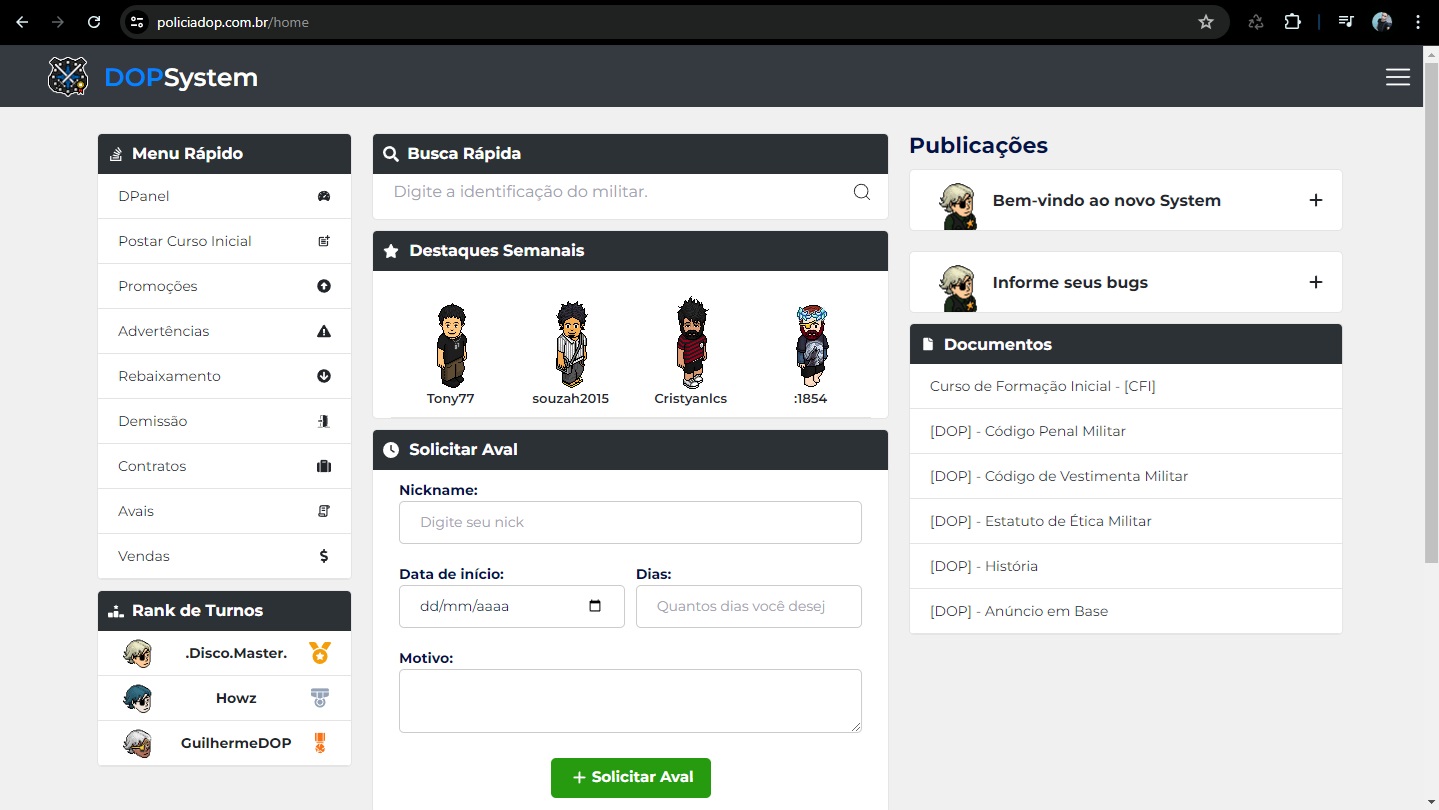 policiadop.com.br/home
DOPSystem
Menu Rápido
DPanel
Postar Curso Inicial
Promoções
Advertências
Rebaixamento
Demissão
Contratos
Avais
Vendas
Rank de Turnos
.Disco.Master.
Howz
GuilhermeDOP
Busca Rápida
Digite a identificação do militar.
Destaques Semanais
Tony77 souzah2015 Cristyanlcs :1854
Solicitar Aval
Nickname:
Digite seu nick
Data de início: Dias:
dd/mm/aaaa Quantos dias você desej
Motivo:
+ Solicitar Aval
Publicações
Bem-vindo ao novo System +
Informe seus bugs +
Documentos
Curso de Formação Inicial - [CFI]
[DOP] - Código Penal Militar
[DOP] - Código de Vestimenta Militar
[DOP] - Estatuto de Ética Militar
[DOP] - História
[DOP] - Anúncio em Base